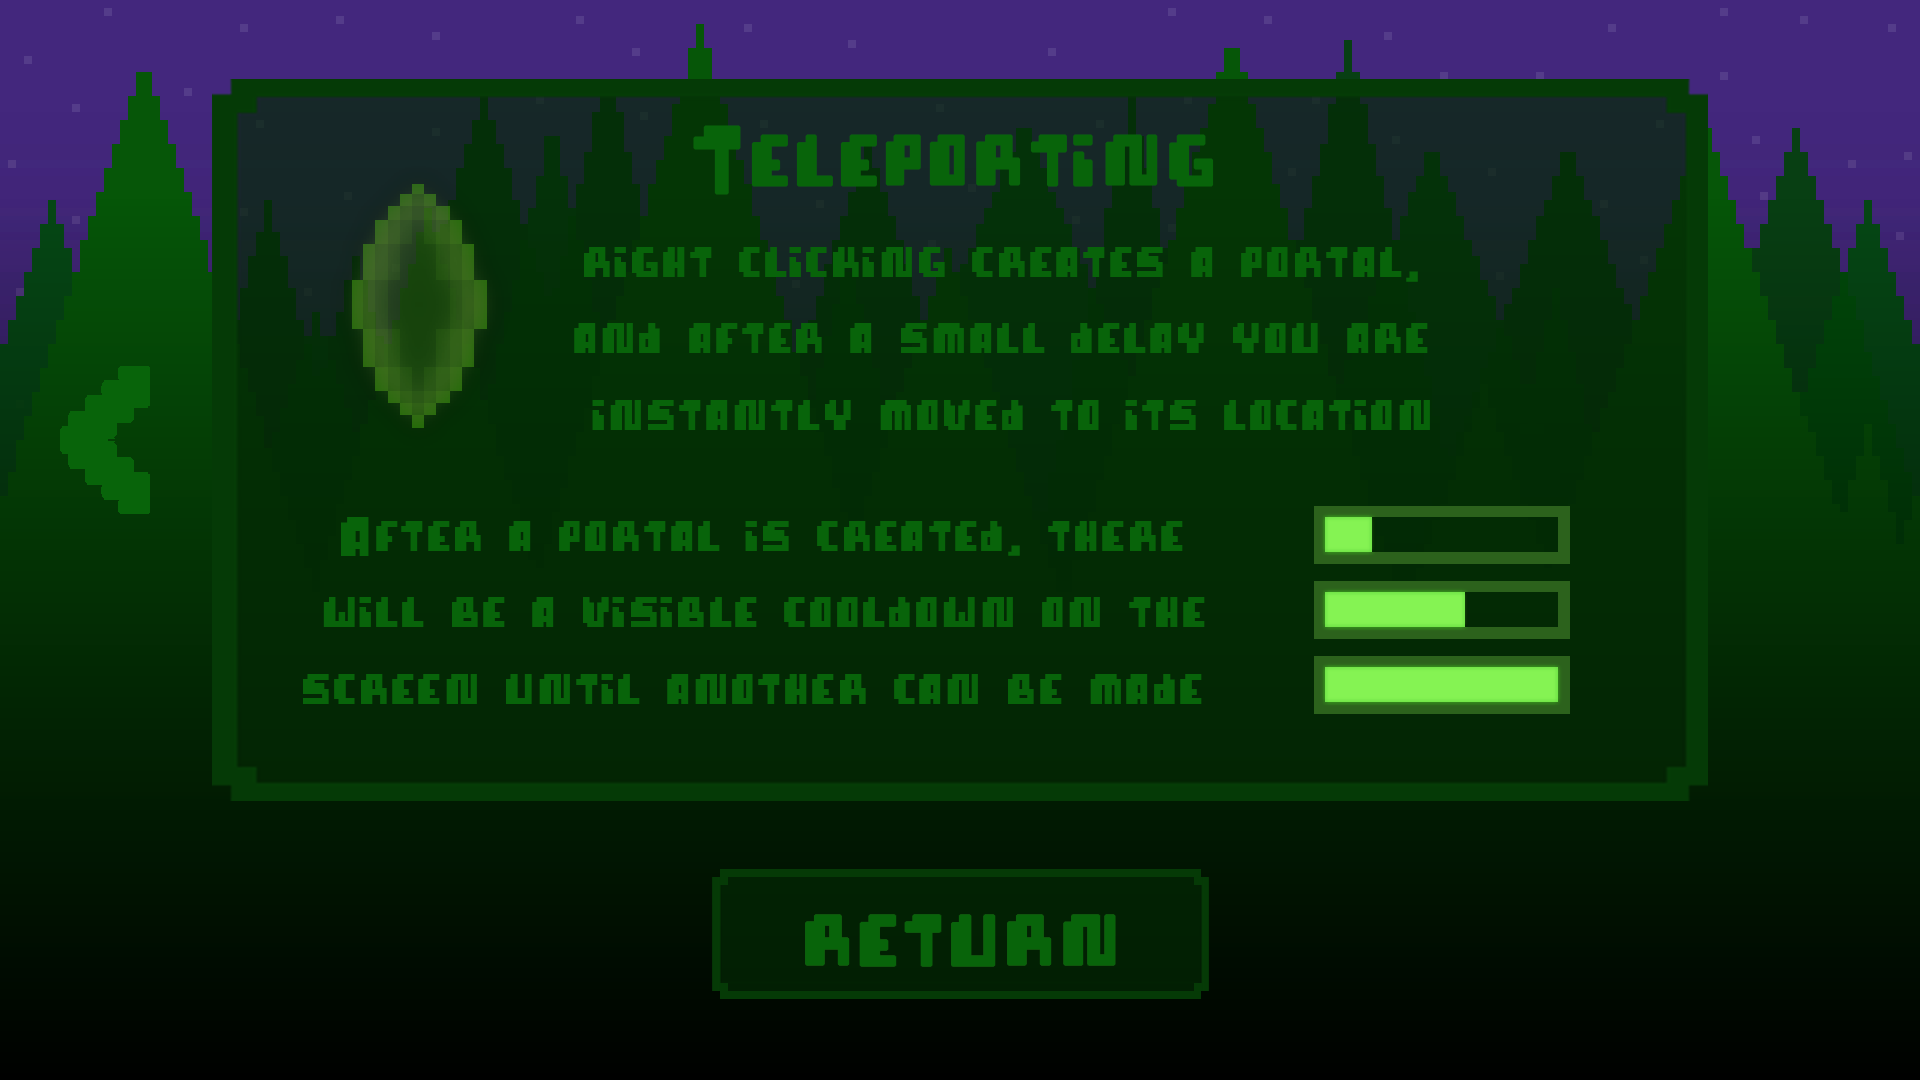 Teleporting
Right clicking creates a portal,
and after a small delay you are
instantly moved to its location
After a portal is created, there
will be a visible cooldown on the
screen until another can be made
RETURN